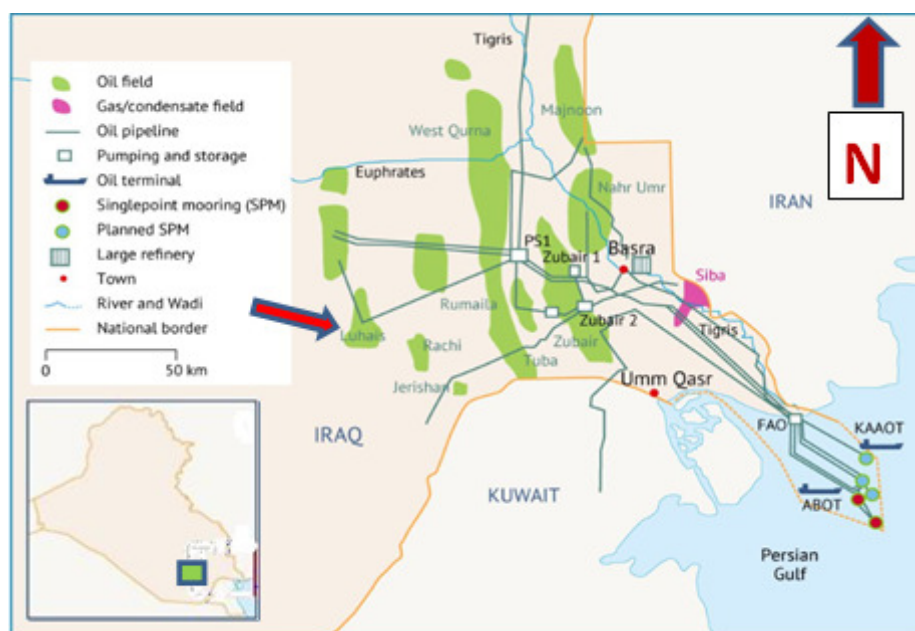 Oil field
Gas/condensate field
Oil pipeline
Pumping and storage
Oil terminal
Singlepoint mooring (SPM)
Planned SPM
Large refinery
Town
River and Wadi
National border
0 50 km
Tigris
Majnoon
West Qurna
Euphrates
Nahr Umr
N
IRAN
PS1
Zubair 1
Basra
Siba
Rumaila
Luhais
Zubair 2
Tigris
Rachi
Tuba
Zubair
Jerishan
Umm Qasr
IRAQ
FAO
KAAOT
KUWAIT
ABOT
Persian
Gulf